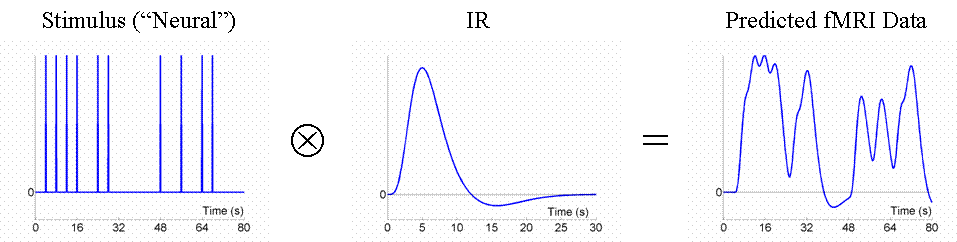 Stimulus (“Neural”)
IR
Predicted fMRI Data
0
Time (s)
0 16 32 48 64 80
0
Time (s)
0 5 10 15 20 25 30
0
Time (s)
0 16 32 48 64 80